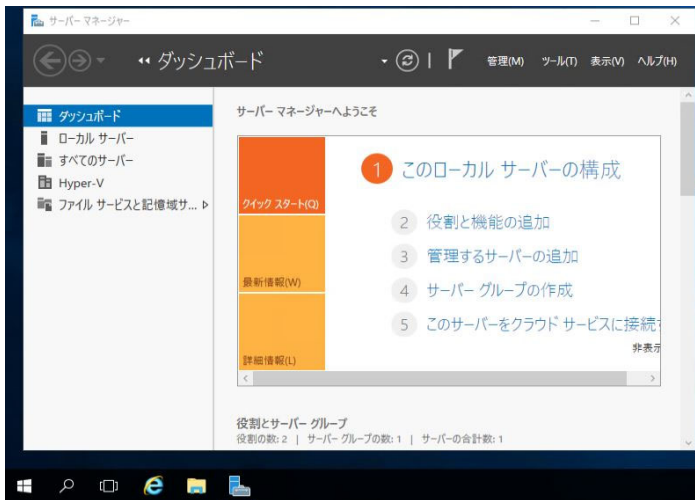 サーバー マネージャー
ダッシュボード
管理(M) ツール(T) 表示(V) ヘルプ(H)
ダッシュボード
ローカル サーバー
すべてのサーバー
Hyper-V
ファイル サービスと記憶域サ...
サーバー マネージャーへようこそ
クイック スタート(Q)
最新情報(W)
詳細情報(L)
1 このローカル サーバーの構成
2 役割と機能の追加
3 管理するサーバーの追加
4 サーバー グループの作成
5 このサーバーをクラウド サービスに接続
非表示
役割とサーバー グループ
役割の数: 2 | サーバー グループの数: 1 | サーバーの合計数: 1